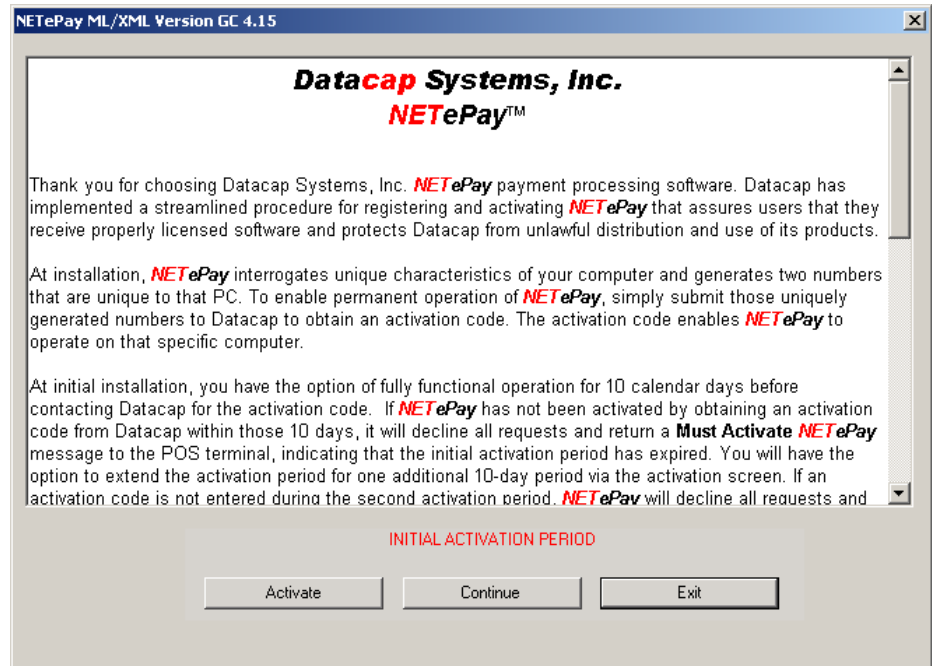 NETePay ML/XML Version GC 4.15
Datacap Systems, Inc.
NETePay™
Thank you for choosing Datacap Systems, Inc. NETePay payment processing software. Datacap has
implemented a streamlined procedure for registering and activating NETePay that assures users that they
receive properly licensed software and protects Datacap from unlawful distribution and use of its products.
At installation, NETePay interrogates unique characteristics of your computer and generates two numbers
that are unique to that PC. To enable permanent operation of NETePay, simply submit those uniquely
generated numbers to Datacap to obtain an activation code. The activation code enables NETePay to
operate on that specific computer.
At initial installation, you have the option of fully functional operation for 10 calendar days before
contacting Datacap for the activation code. If NETePay has not been activated by obtaining an activation
code from Datacap within those 10 days, it will decline all requests and return a Must Activate NETePay
message to the POS terminal, indicating that the initial activation period has expired. You will have the
option to extend the activation period for one additional 10-day period via the activation screen. If an
activation code is not entered during the second activation period, NETePay will decline all requests and
INITIAL ACTIVATION PERIOD
Activate
Continue
Exit